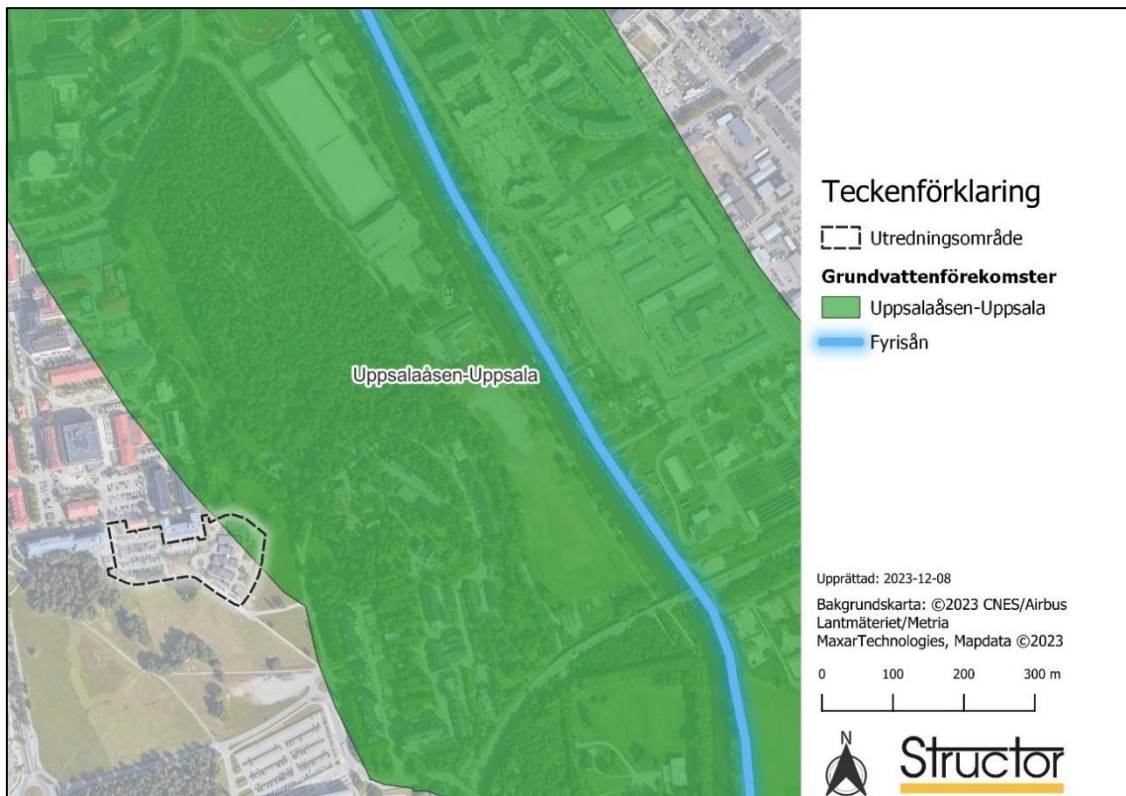 Uppsalaåsen-Uppsala
Teckenförklaring
Utredningsområde
Grundvattenförekomster
Uppsalaåsen-Uppsala
Fyrisån
Upprättad: 2023-12-08
Bakgrundskarta: ©2023 CNES/Airbus
Lantmäteriet/Metria
MaxarTechnologies, Mapdata ©2023
0 100 200 300 m
N
Structor